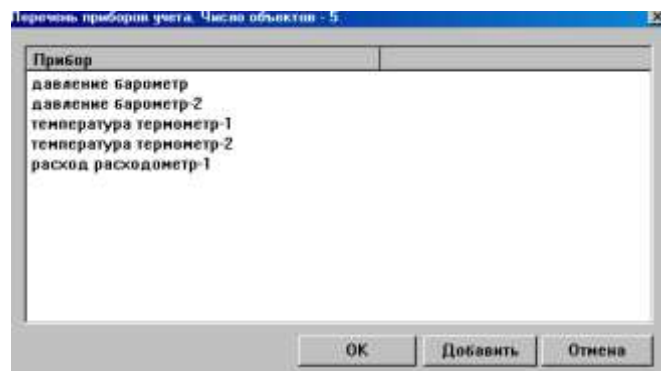 Перечень приборов учета. Число объектов - 5
Прибор
давление барометр
давление барометр-2
температура термометр-1
температура термометр-2
расход расходометр-1
ОК Добавить Отмена